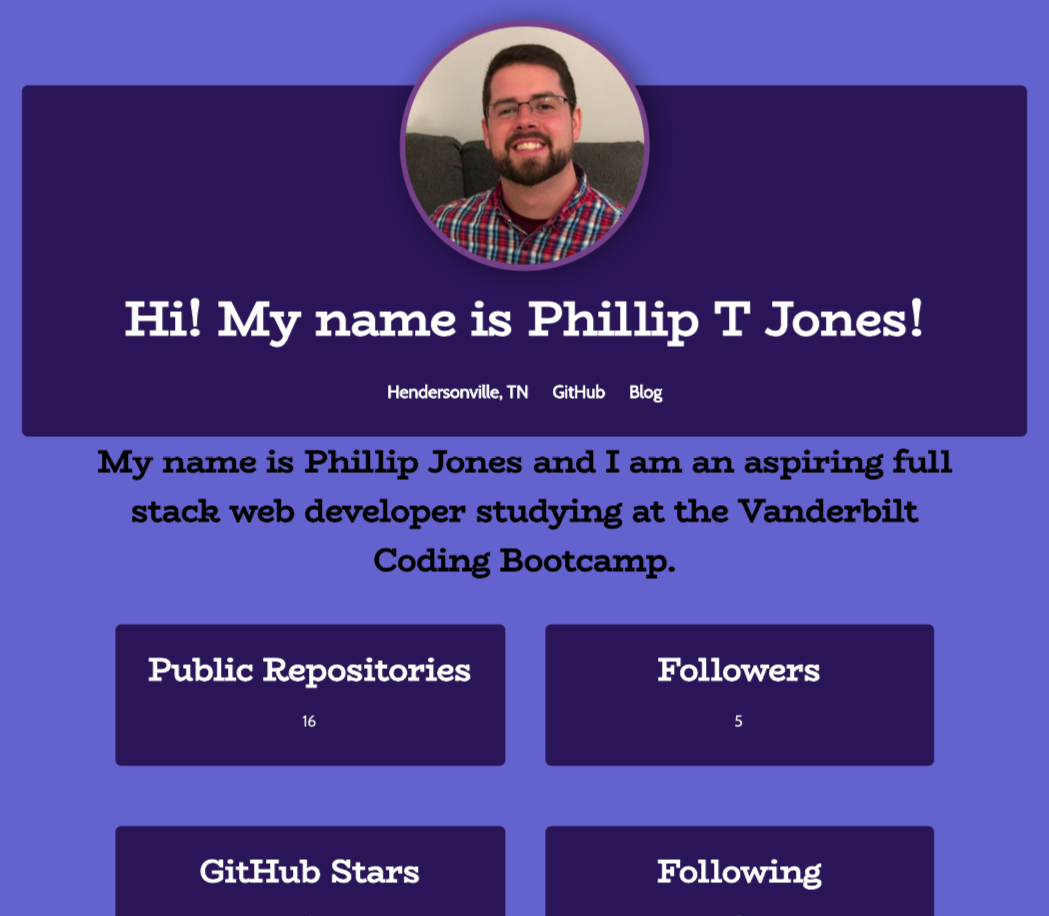 Hi! My name is Phillip T Jones!
Hendersonville, TN GitHub Blog
My name is Phillip Jones and I am an aspiring full
stack web developer studying at the Vanderbilt
Coding Bootcamp.
Public Repositories
16
Followers
5
GitHub Stars
Following